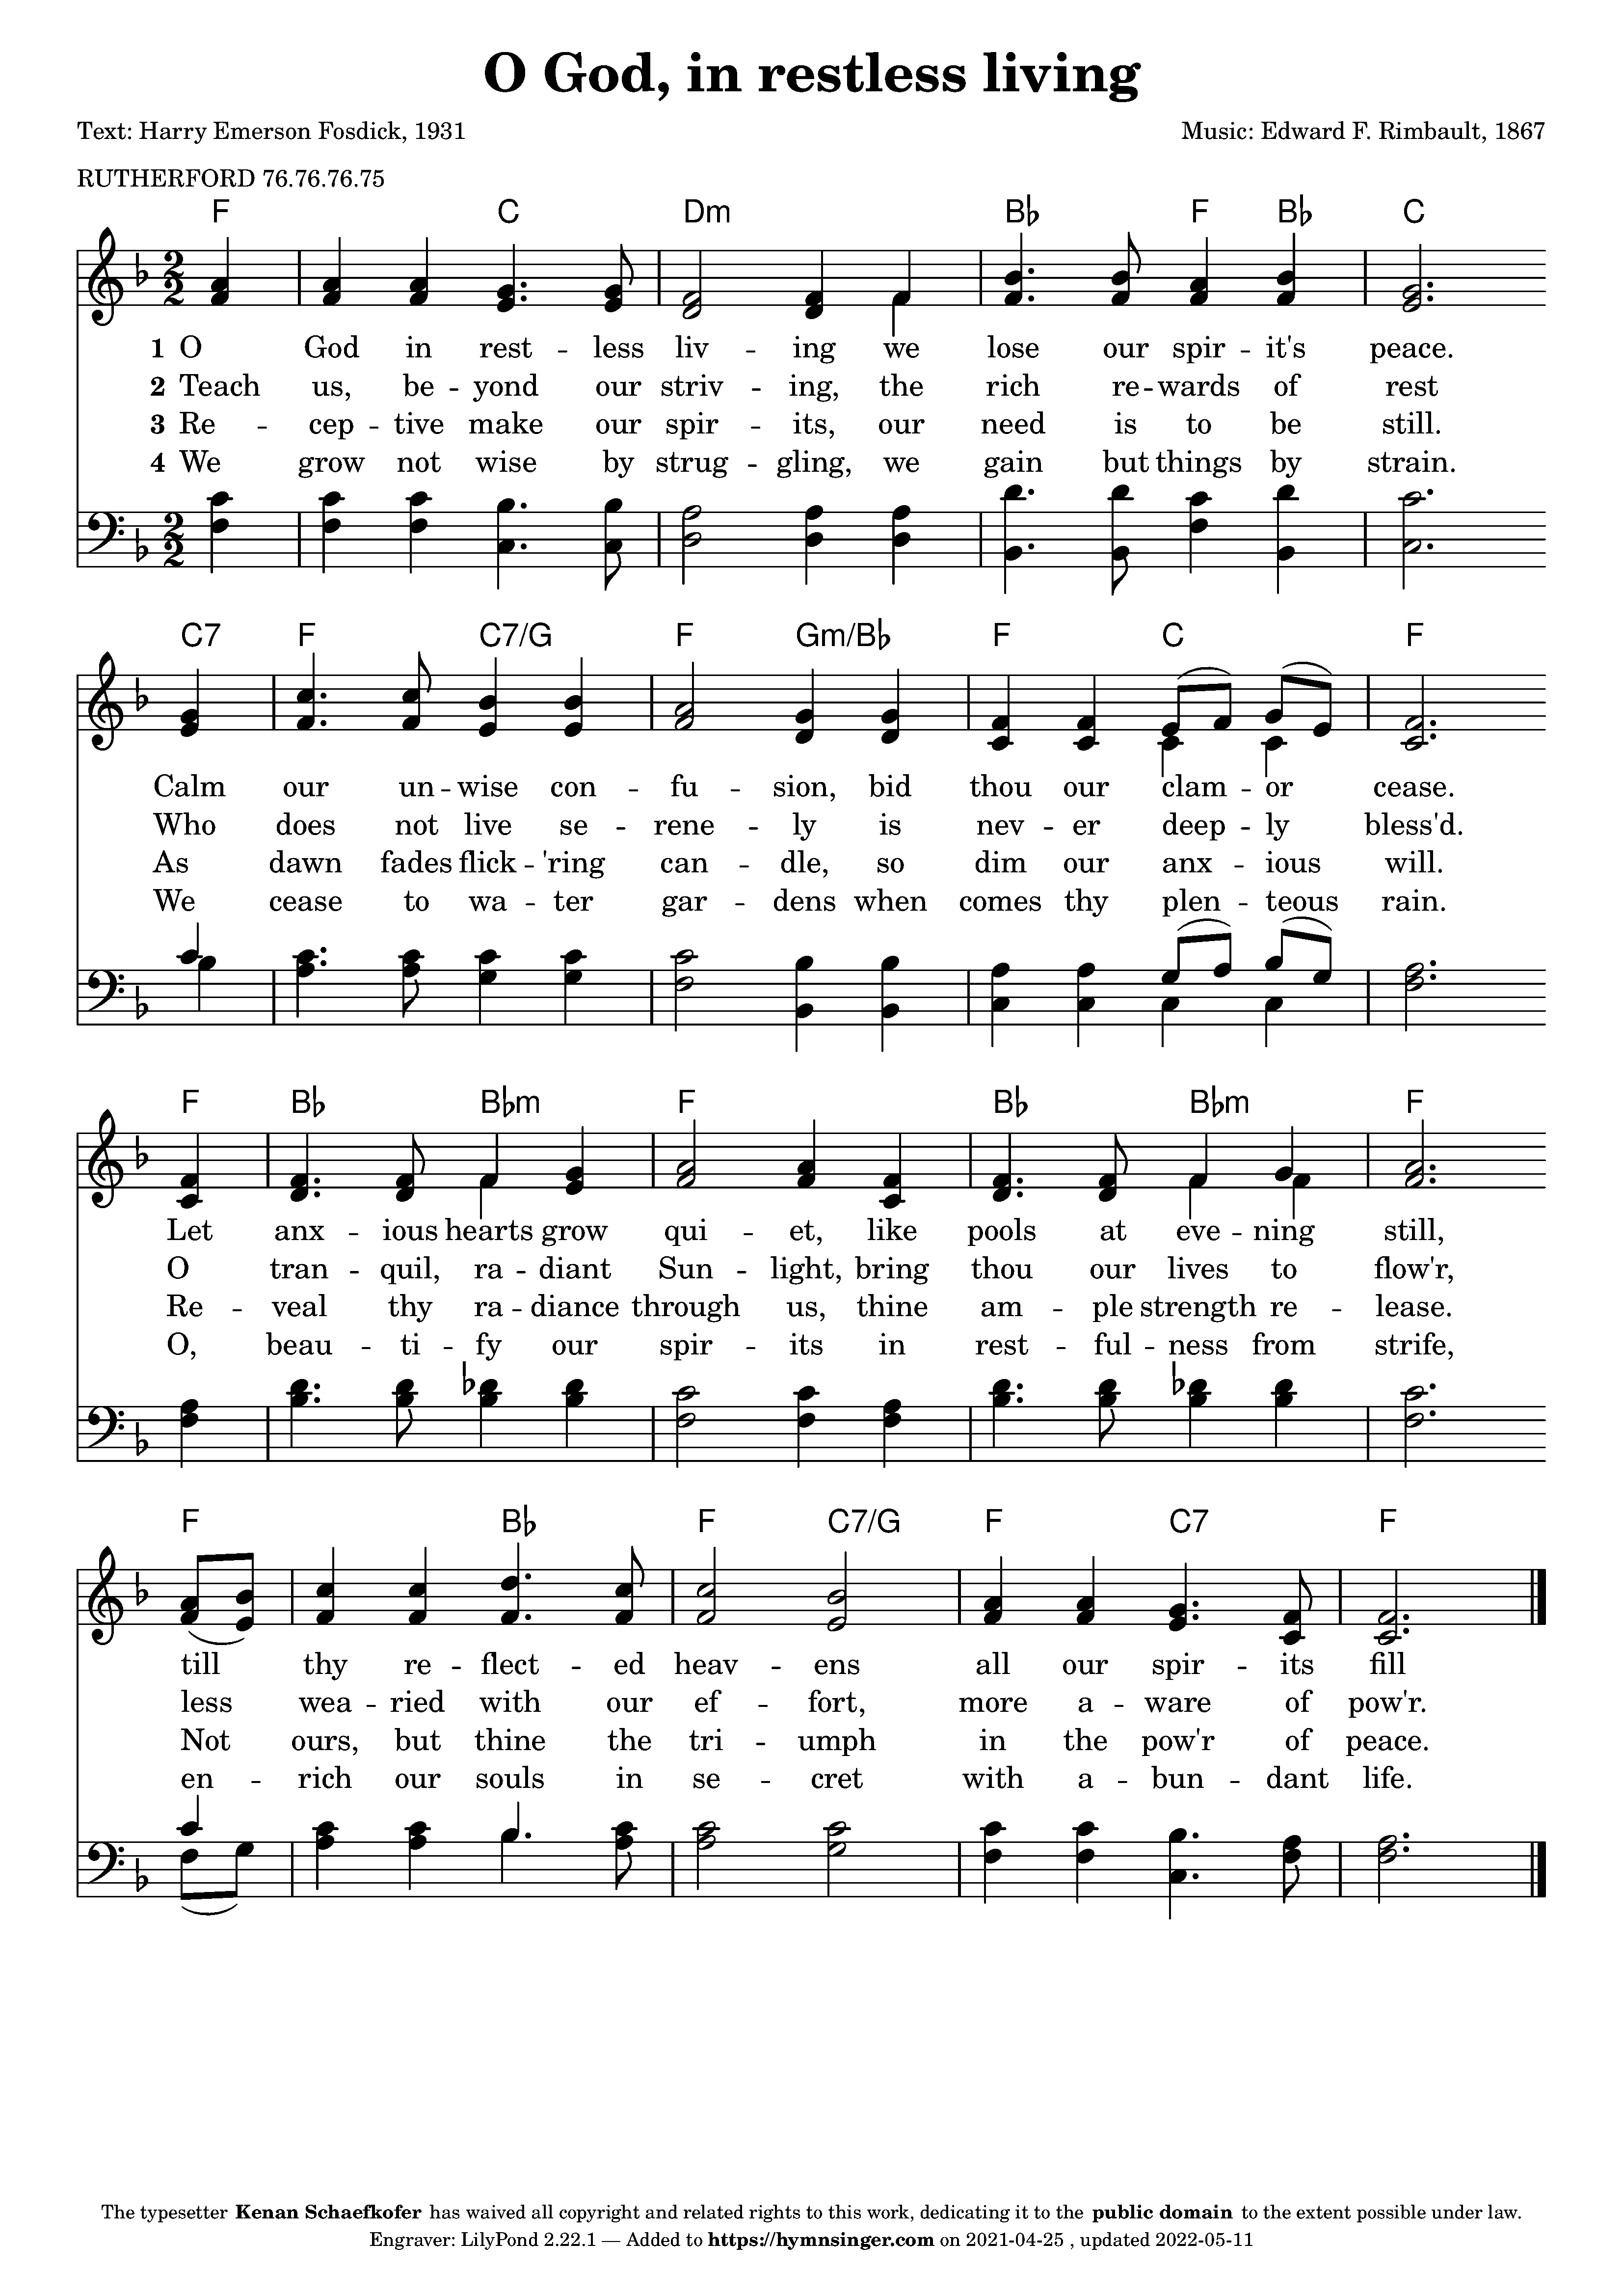 O God, in restless living
Text: Harry Emerson Fosdick, 1931
Music: Edward F. Rimbault, 1867
RUTHERFORD 76.76.76.75
F C Dm B♭ F B♭ C
1 O God in rest -- less liv -- ing we lose our spir -- it's peace.
2 Teach us, be -- yond our striv -- ing, the rich re -- wards of rest
3 Re -- cep -- tive make our spir -- its, our need is to be still.
4 We grow not wise by strug -- gling, we gain but things by strain.
C7 F C7/G F Gm/B♭ F C F
Calm our un -- wise con -- fu -- sion, bid thou our clam -- or cease.
Who does not live se -- rene -- ly is nev -- er deep -- ly bless'd.
As dawn fades flick -- 'ring can -- dle, so dim our anx -- ious will.
We cease to wa -- ter gar -- dens when comes thy plen -- teous rain.
F B♭ B♭m F B♭ B♭m F
Let anx -- ious hearts grow qui -- et, like pools at eve -- ning still,
O tran -- quil, ra -- diant Sun -- light, bring thou our lives to flow'r,
Re -- veal thy ra -- diance through us, thine am -- ple strength re -- lease.
O, beau -- ti -- fy our spir -- its in rest -- ful -- ness from strife,
F B♭ F C7/G F C7 F
till thy re -- flect -- ed heav -- ens all our spir -- its fill
less wea -- ried with our ef -- fort, more a -- ware of pow'r.
Not ours, but thine the tri -- umph in the pow'r of peace.
en -- rich our souls in se -- cret with a -- bun -- dant life.
The typesetter Kenan Schaefkofer has waived all copyright and related rights to this work, dedicating it to the public domain to the extent possible under law.
Engraver: LilyPond 2.22.1 — Added to https://hymnsinger.com on 2021-04-25 , updated 2022-05-11